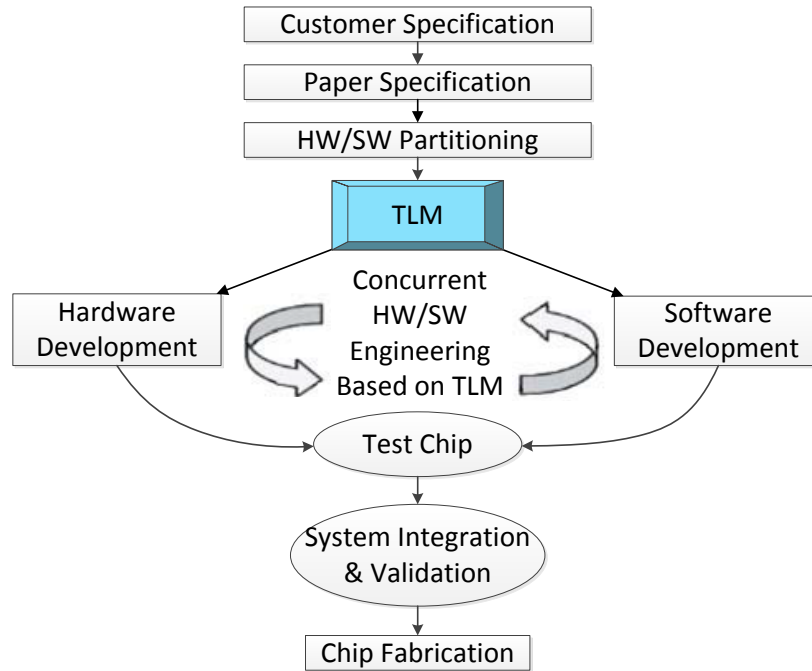 Customer Specification
Paper Specification
HW/SW Partitioning
TLM
Hardware
Development
Concurrent
HW/SW
Engineering
Based on TLM
Software
Development
Test Chip
System Integration
& Validation
Chip Fabrication